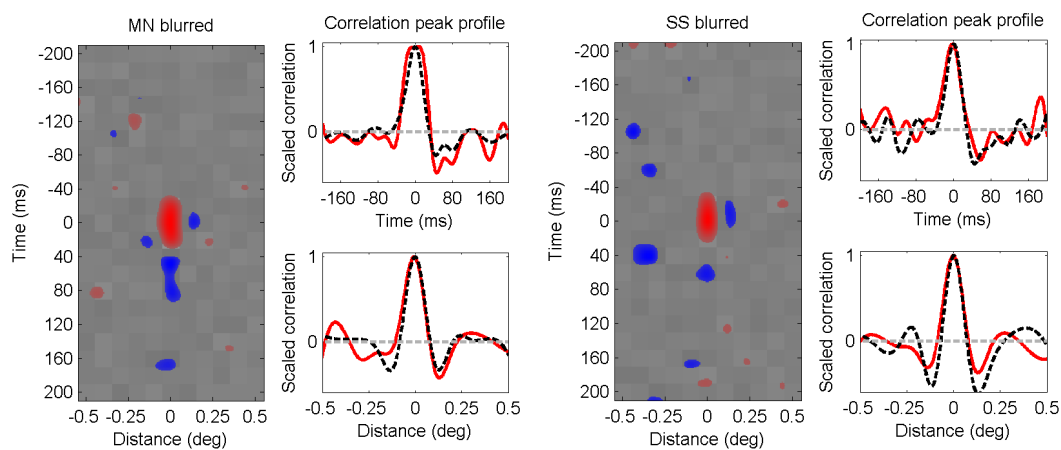 MN blurred
-210
-160
-120
-80
-40
0
40
80
120
160
200
Time (ms)
-0.5 -0.25 0 0.25 0.5
Distance (deg)
Correlation peak profile
1
0
Scaled correlation
-160 -80 0 80 160
Time (ms)
1
0
Scaled correlation
-0.5 -0.25 0 0.25 0.5
Distance (deg)
SS blurred
-200
-160
-120
-80
-40
0
40
80
120
160
200
Time (ms)
-0.5 -0.25 0 0.25 0.5
Distance (deg)
Correlation peak profile
1
0
Scaled correlation
-160 -80 0 80 160
Time (ms)
1
0
Scaled correlation
-0.5 -0.25 0 0.25 0.5
Distance (deg)